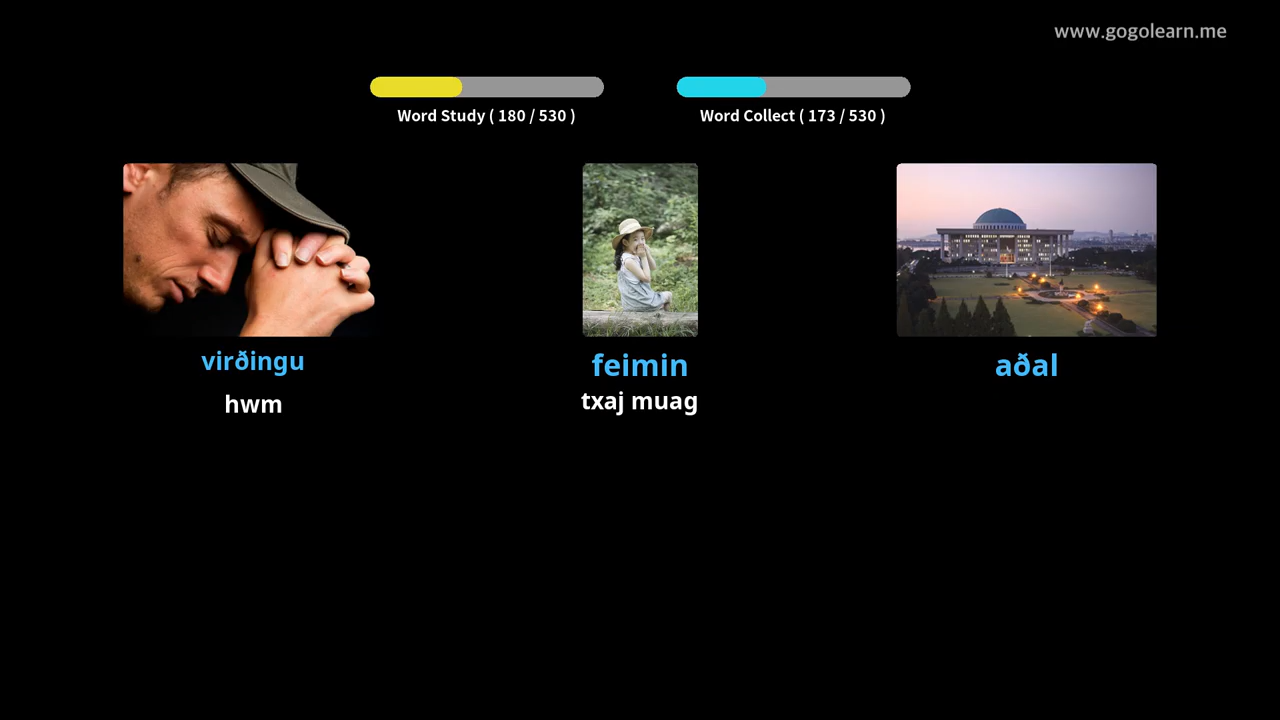 www.gogolearn.me
Word Study ( 180 / 530 )
Word Collect ( 173 / 530 )
virðingu
hwm
feimin
txaj muag
aðal